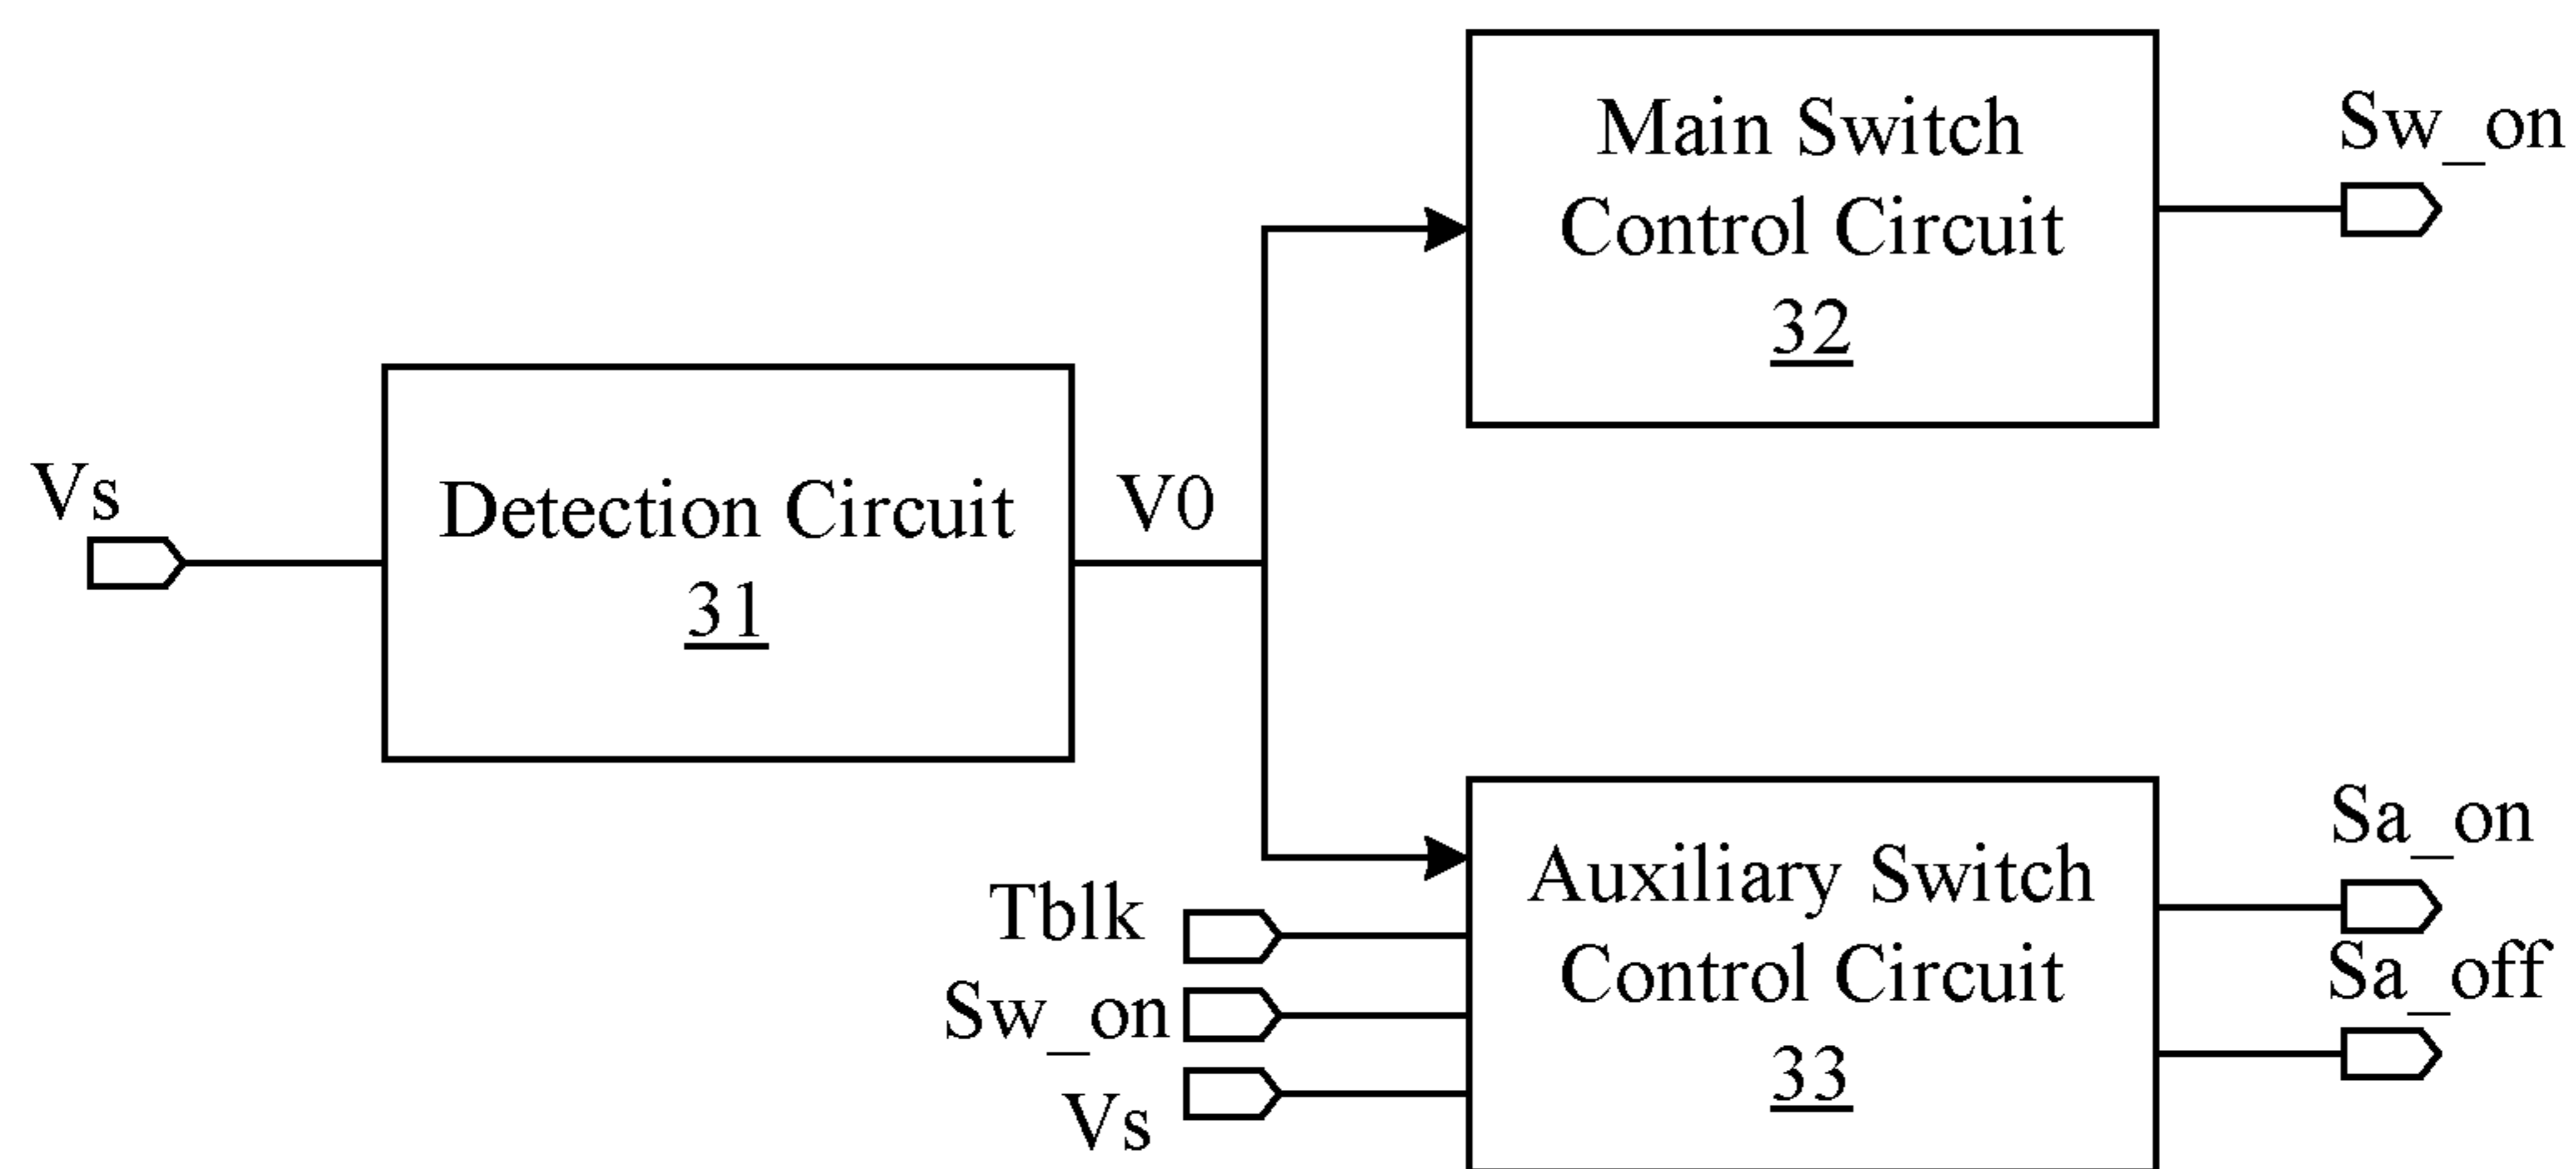 Main Switch
Control Circuit
32
Sw_on
Vs
Detection Circuit
31
V0
Auxiliary Switch
Control Circuit
33
Tblk
Sw_on
Vs
Sa_on
Sa_off